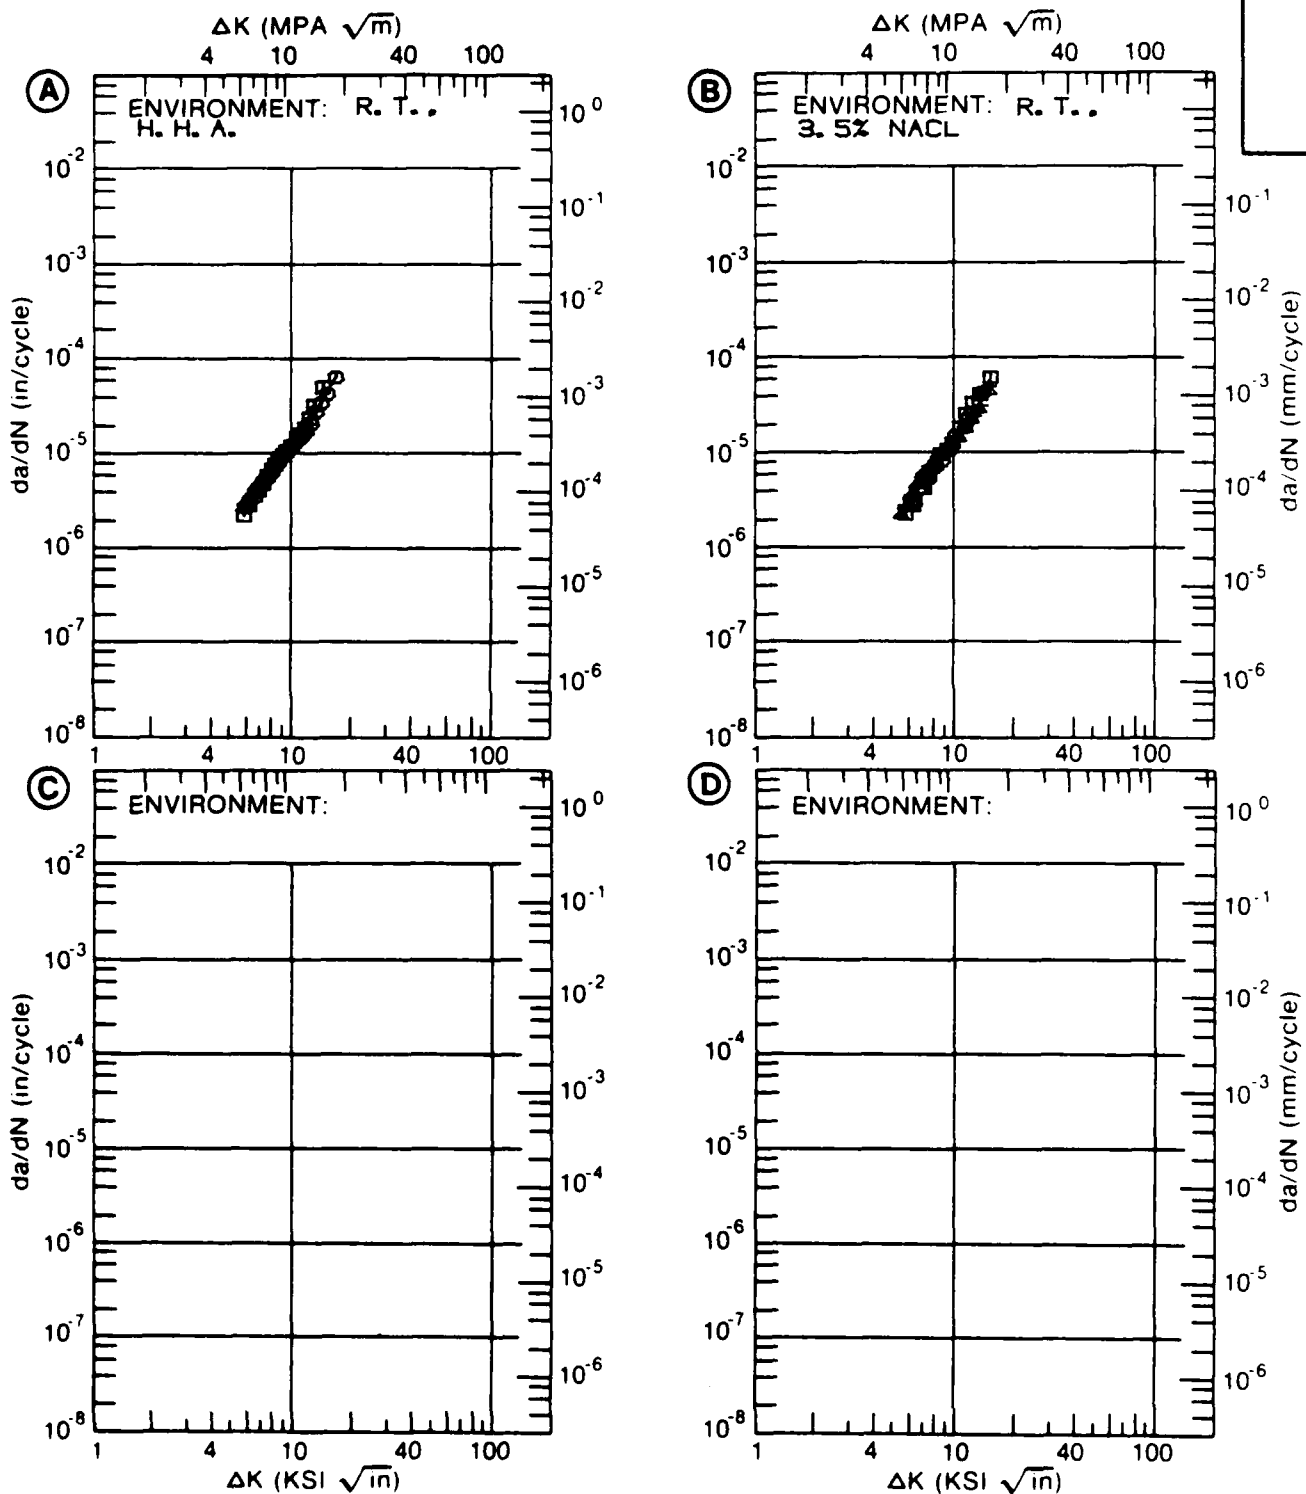 ΔK (MPA √m)
4 10 40 100
A
ENVIRONMENT: R. T..
H. H. A.
10⁰
10⁻¹
10⁻²
10⁻³
10⁻⁴
10⁻⁵
10⁻⁶
da/dN (in/cycle)
10⁻²
10⁻³
10⁻⁴
10⁻⁵
10⁻⁶
10⁻⁷
10⁻⁸
1 4 10 40 100
ΔK (MPA √m)
4 10 40 100
B
ENVIRONMENT: R. T..
3. 5% NACL
10⁻²
10⁻³
10⁻⁴
10⁻⁵
10⁻⁶
10⁻⁷
10⁻⁸
10⁻¹
10⁻²
10⁻³
10⁻⁴
10⁻⁵
10⁻⁶
da/dN (mm/cycle)
1 4 10 40 100
C
ENVIRONMENT:
10⁰
10⁻¹
10⁻²
10⁻³
10⁻⁴
10⁻⁵
10⁻⁶
da/dN (in/cycle)
10⁻²
10⁻³
10⁻⁴
10⁻⁵
10⁻⁶
10⁻⁷
10⁻⁸
1 4 10 40 100
ΔK (KSI √in)
D
ENVIRONMENT:
10⁻²
10⁻³
10⁻⁴
10⁻⁵
10⁻⁶
10⁻⁷
10⁻⁸
10⁰
10⁻¹
10⁻²
10⁻³
10⁻⁴
10⁻⁵
10⁻⁶
da/dN (mm/cycle)
1 4 10 40 100
ΔK (KSI √in)